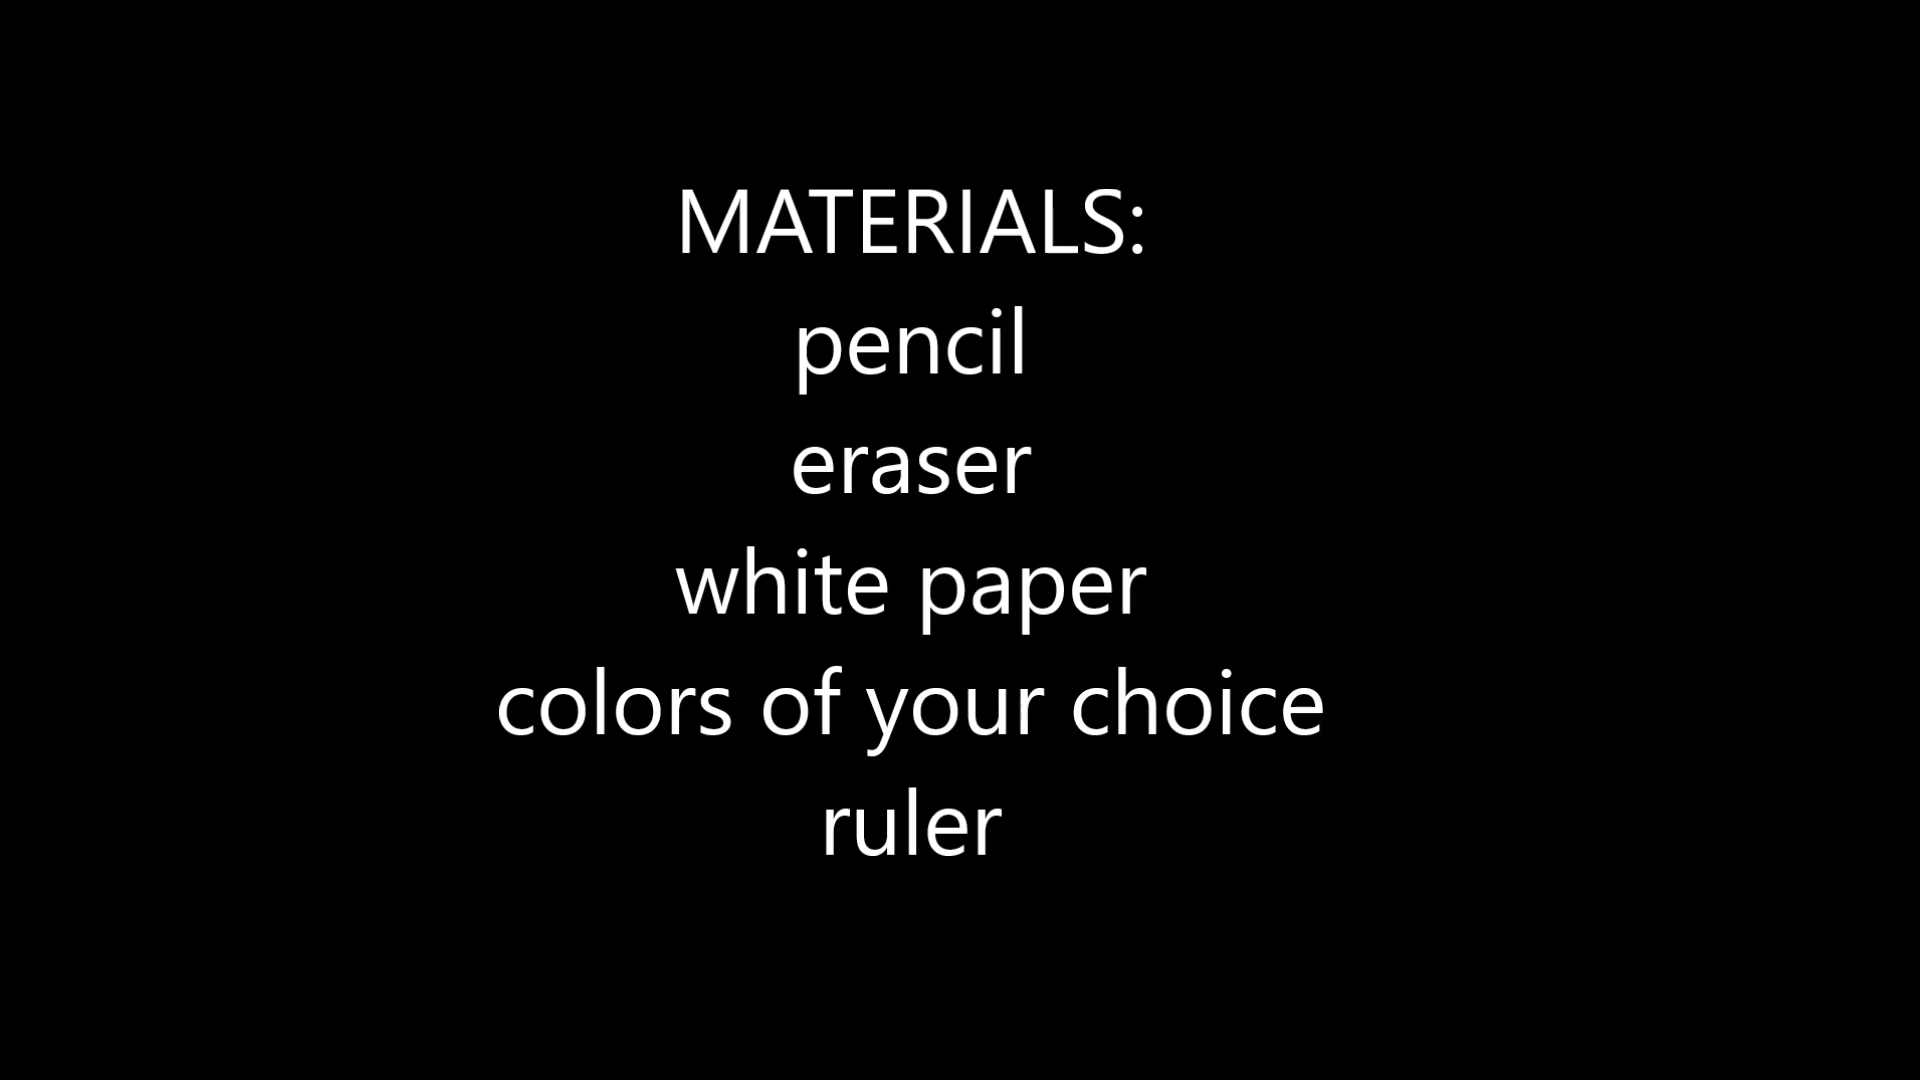 MATERIALS:
pencil
eraser
white paper
colors of your choice
ruler